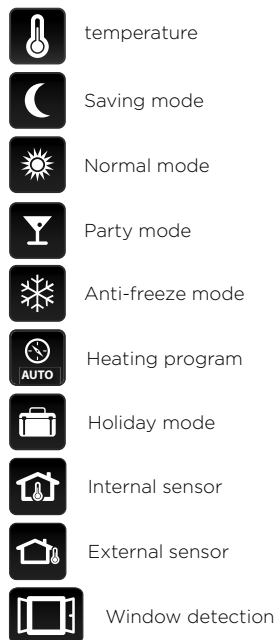 temperature
Saving mode
Normal mode
Party mode
Anti-freeze mode
Heating program
AUTO
Holiday mode
Internal sensor
External sensor
Window detection